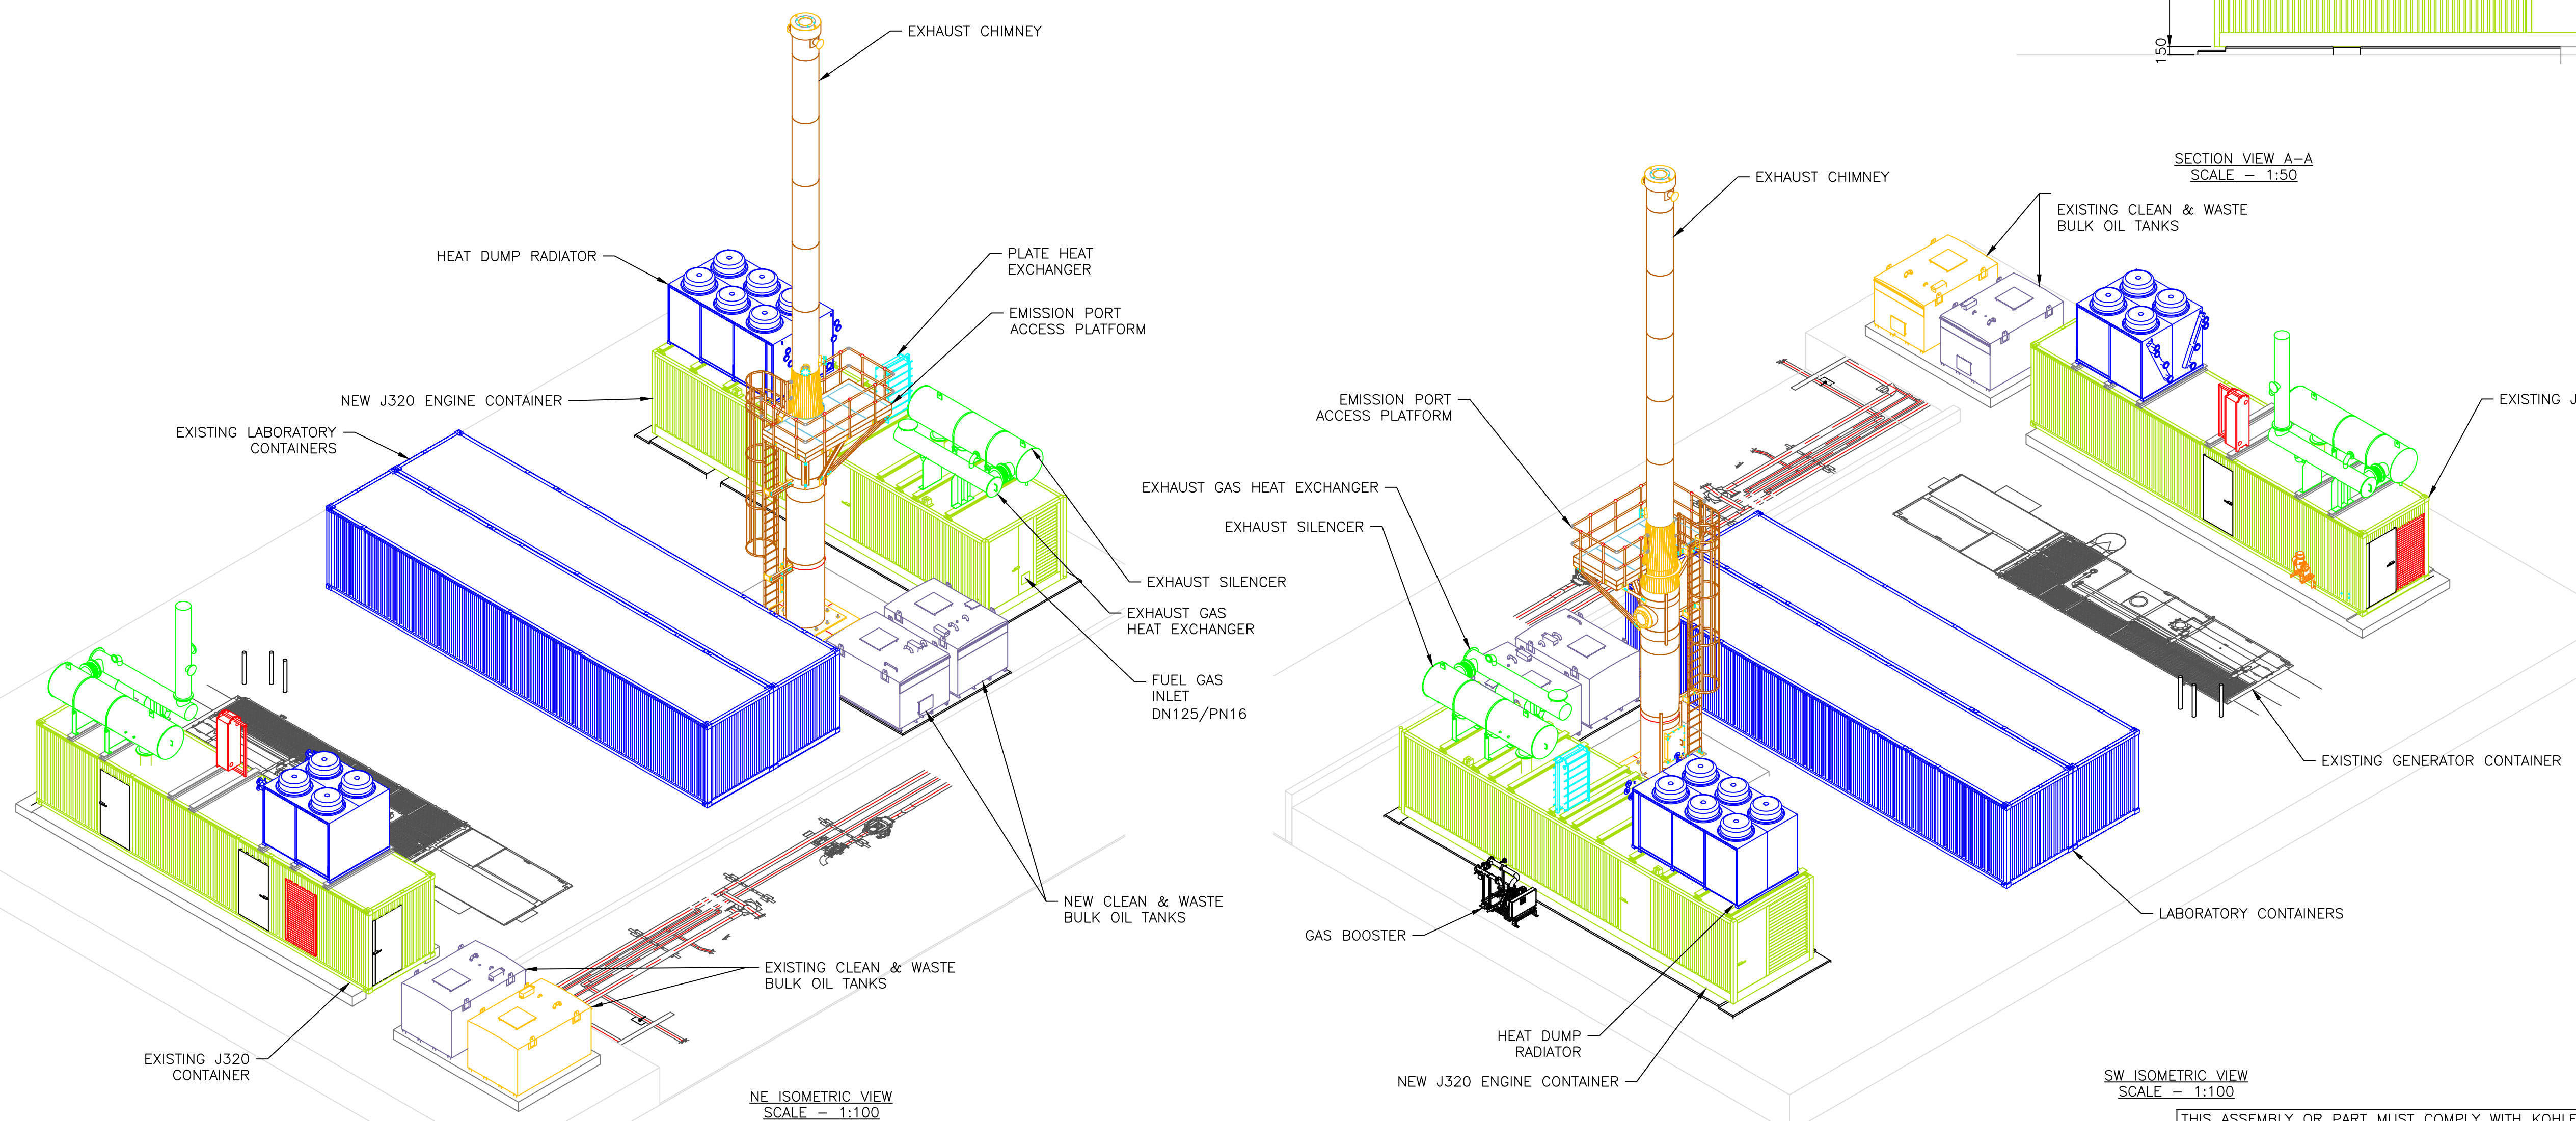 EXHAUST CHIMNEY
HEAT DUMP RADIATOR
PLATE HEAT
EXCHANGER
EMISSION PORT
ACCESS PLATFORM
NEW J320 ENGINE CONTAINER
EXISTING LABORATORY
CONTAINERS
EXHAUST SILENCER
EXHAUST GAS
HEAT EXCHANGER
FUEL GAS
INLET
DN125/PN16
NEW CLEAN & WASTE
BULK OIL TANKS
EXISTING CLEAN & WASTE
BULK OIL TANKS
EXISTING J320
CONTAINER
NE ISOMETRIC VIEW
SCALE - 1:100
150
SECTION VIEW A-A
SCALE - 1:50
EXHAUST CHIMNEY
EXISTING CLEAN & WASTE
BULK OIL TANKS
EXISTING J
EMISSION PORT
ACCESS PLATFORM
EXHAUST GAS HEAT EXCHANGER
EXHAUST SILENCER
EXISTING GENERATOR CONTAINER
LABORATORY CONTAINERS
GAS BOOSTER
HEAT DUMP
RADIATOR
NEW J320 ENGINE CONTAINER
SW ISOMETRIC VIEW
SCALE - 1:100
THIS ASSEMBLY OR PART MUST COMPLY WITH KOHLE